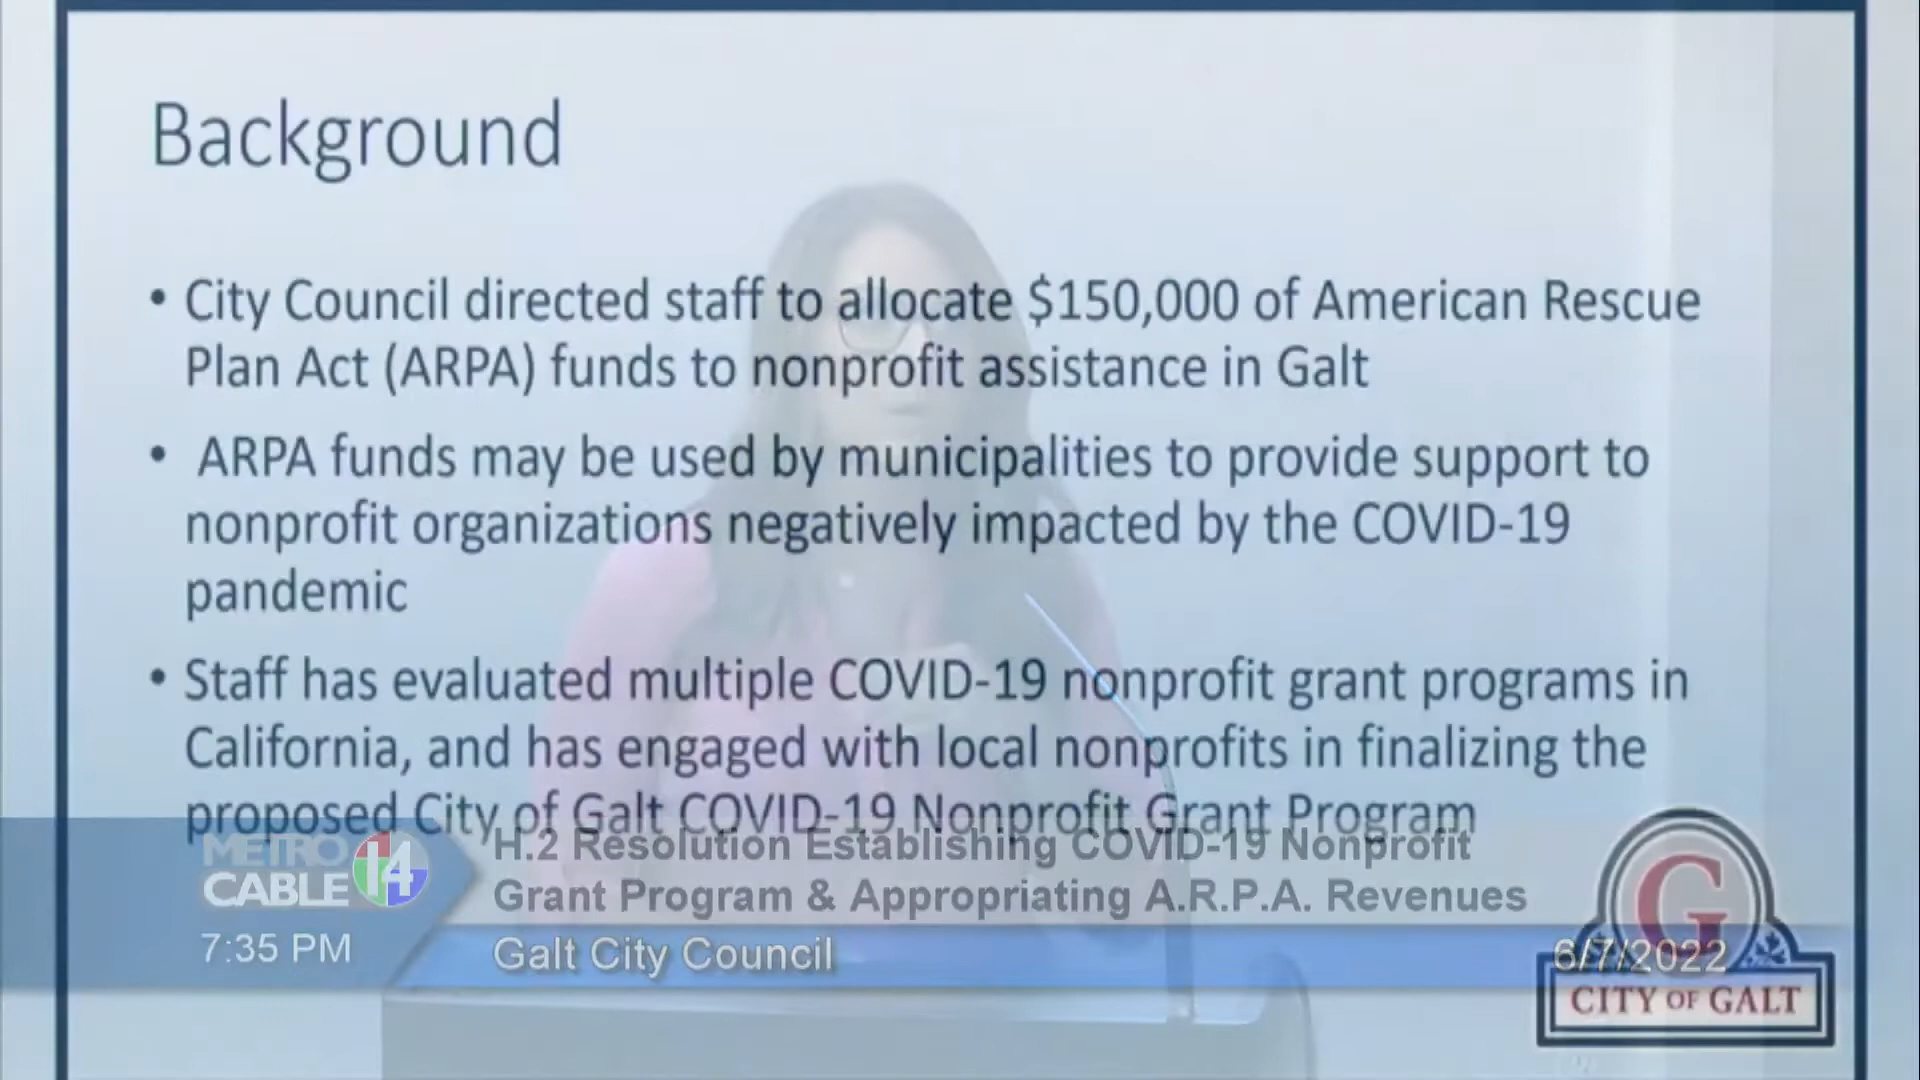 Background
• City Council directed staff to allocate $150,000 of American Rescue
Plan Act (ARPA) funds to nonprofit assistance in Galt
• ARPA funds may be used by municipalities to provide support to
nonprofit organizations negatively impacted by the COVID-19
pandemic
• Staff has evaluated multiple COVID-19 nonprofit grant programs in
California, and has engaged with local nonprofits in finalizing the
proposed City of Galt COVID-19 Nonprofit Grant Program
METRO
CABLE 14
H.2 Resolution Establishing COVID-19 Nonprofit
Grant Program & Appropriating A.R.P.A. Revenues
7:35 PM
Galt City Council
6/7/2022
G
CITY OF GALT